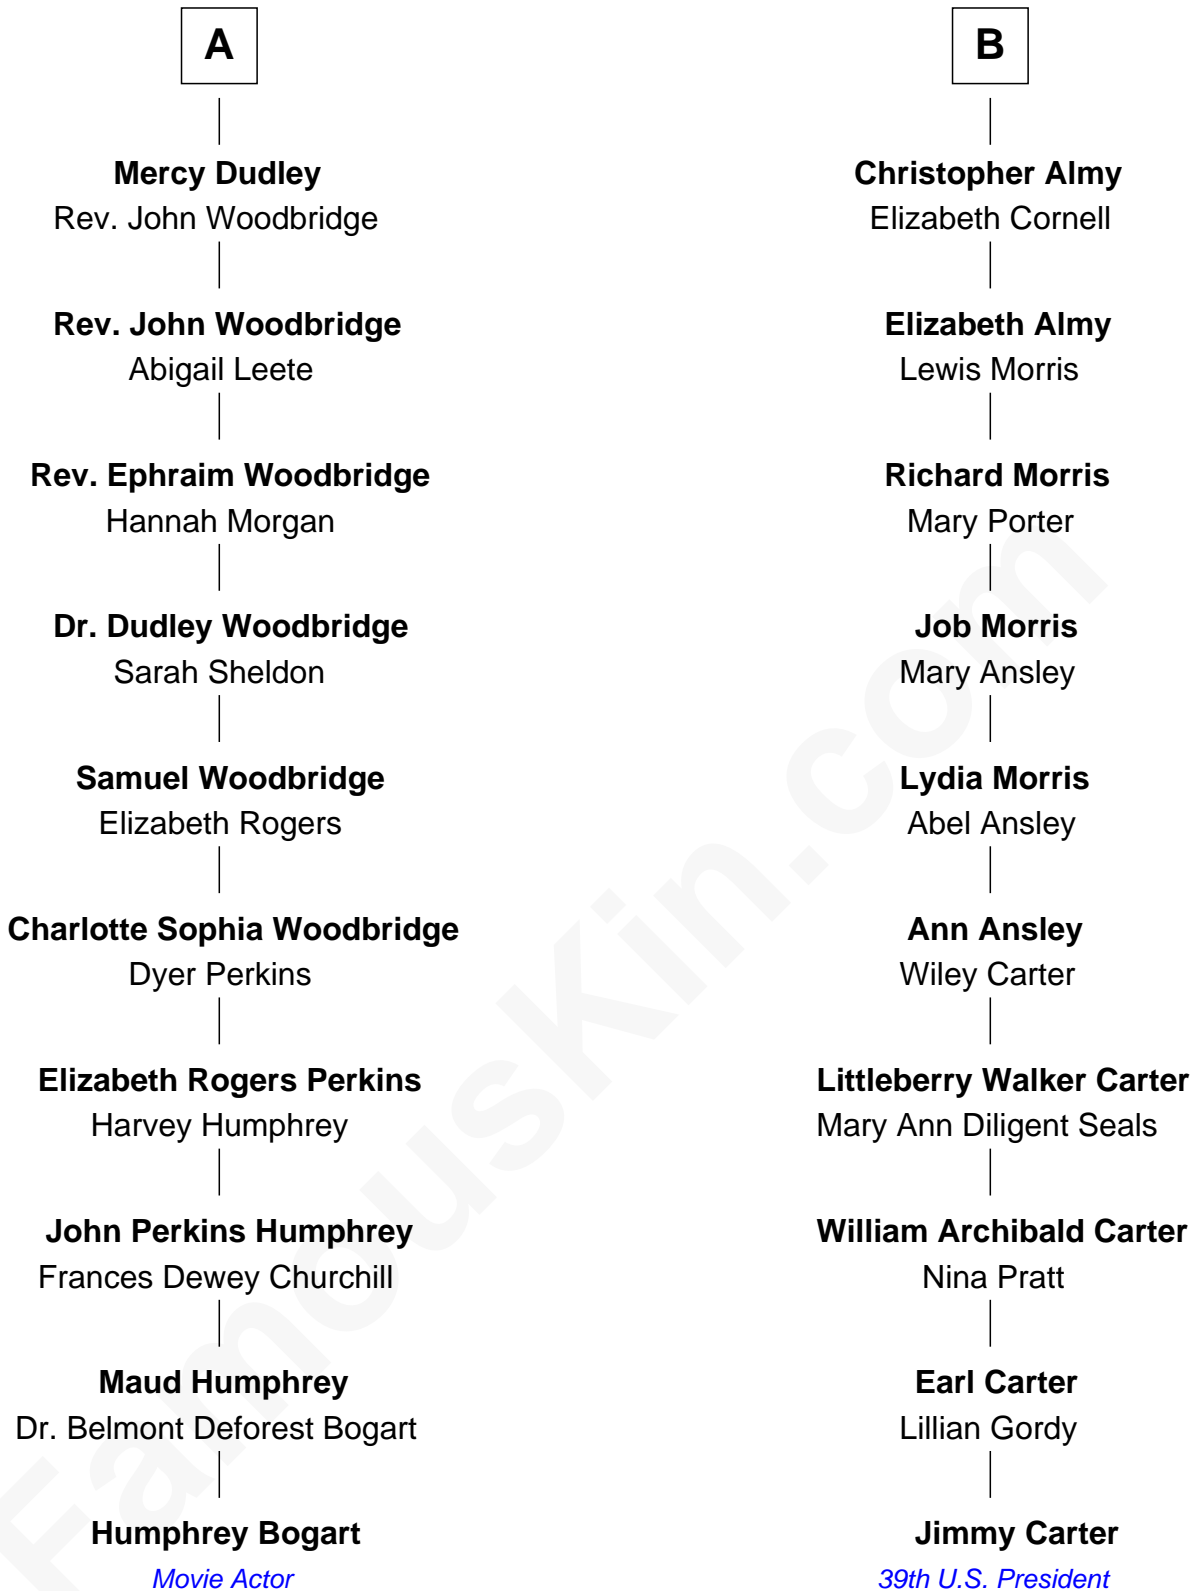 A
Mercy Dudley
Rev. John Woodbridge
Rev. John Woodbridge
Abigail Leete
Rev. Ephraim Woodbridge
Hannah Morgan
Dr. Dudley Woodbridge
Sarah Sheldon
Samuel Woodbridge
Elizabeth Rogers
Charlotte Sophia Woodbridge
Dyer Perkins
Elizabeth Rogers Perkins
Harvey Humphrey
John Perkins Humphrey
Frances Dewey Churchill
Maud Humphrey
Dr. Belmont Deforest Bogart
Humphrey Bogart
Movie Actor
B
Christopher Almy
Elizabeth Cornell
Elizabeth Almy
Lewis Morris
Richard Morris
Mary Porter
Job Morris
Mary Ansley
Lydia Morris
Abel Ansley
Ann Ansley
Wiley Carter
Littleberry Walker Carter
Mary Ann Diligent Seals
William Archibald Carter
Nina Pratt
Earl Carter
Lillian Gordy
Jimmy Carter
39th U.S. President
FamousKin.com